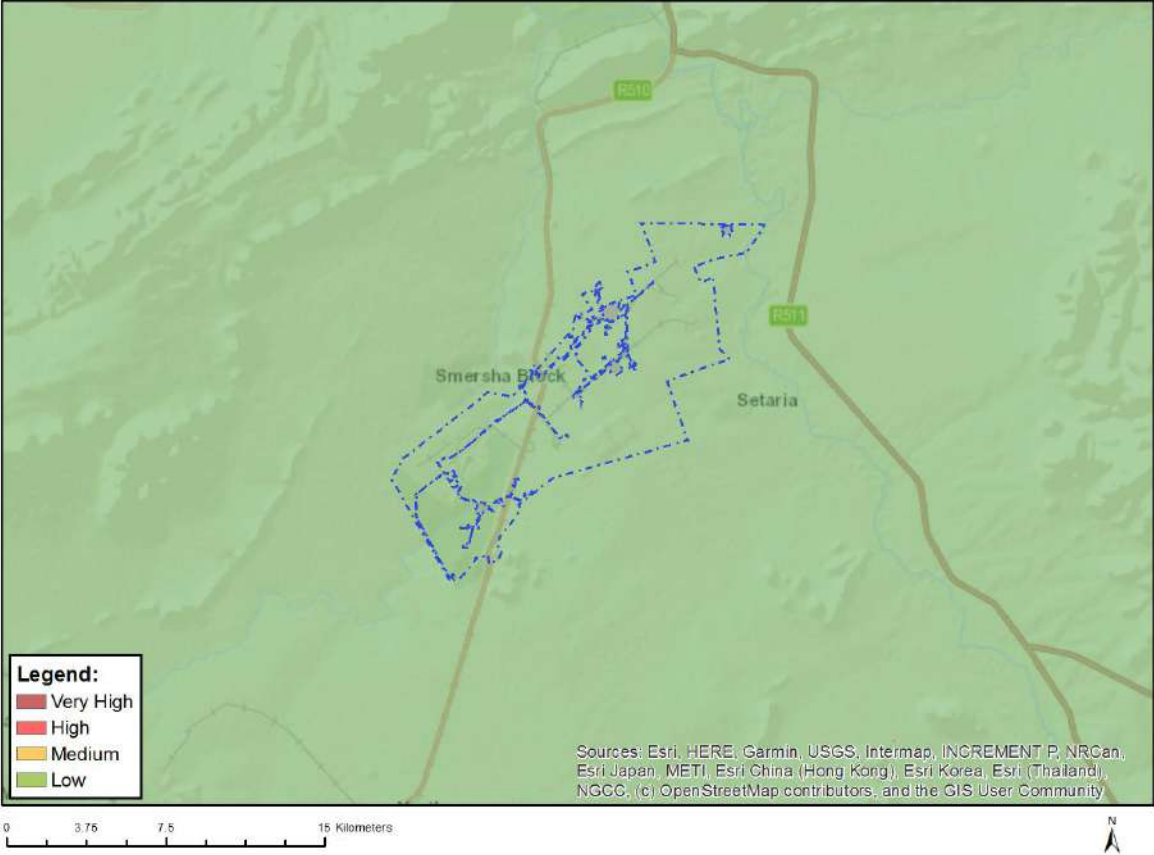 R510
R511
Smersha Block
Setaria
Legend:
Very High
High
Medium
Low
Sources: Esri, HERE, Garmin, USGS, Intermap, INCREMENT P, NRCan,
Esri Japan, METI, Esri China (Hong Kong), Esri Korea, Esri (Thailand),
NGCC, (c) OpenStreetMap contributors, and the GIS User Community
0 3.75 7.5 15 Kilometers
N